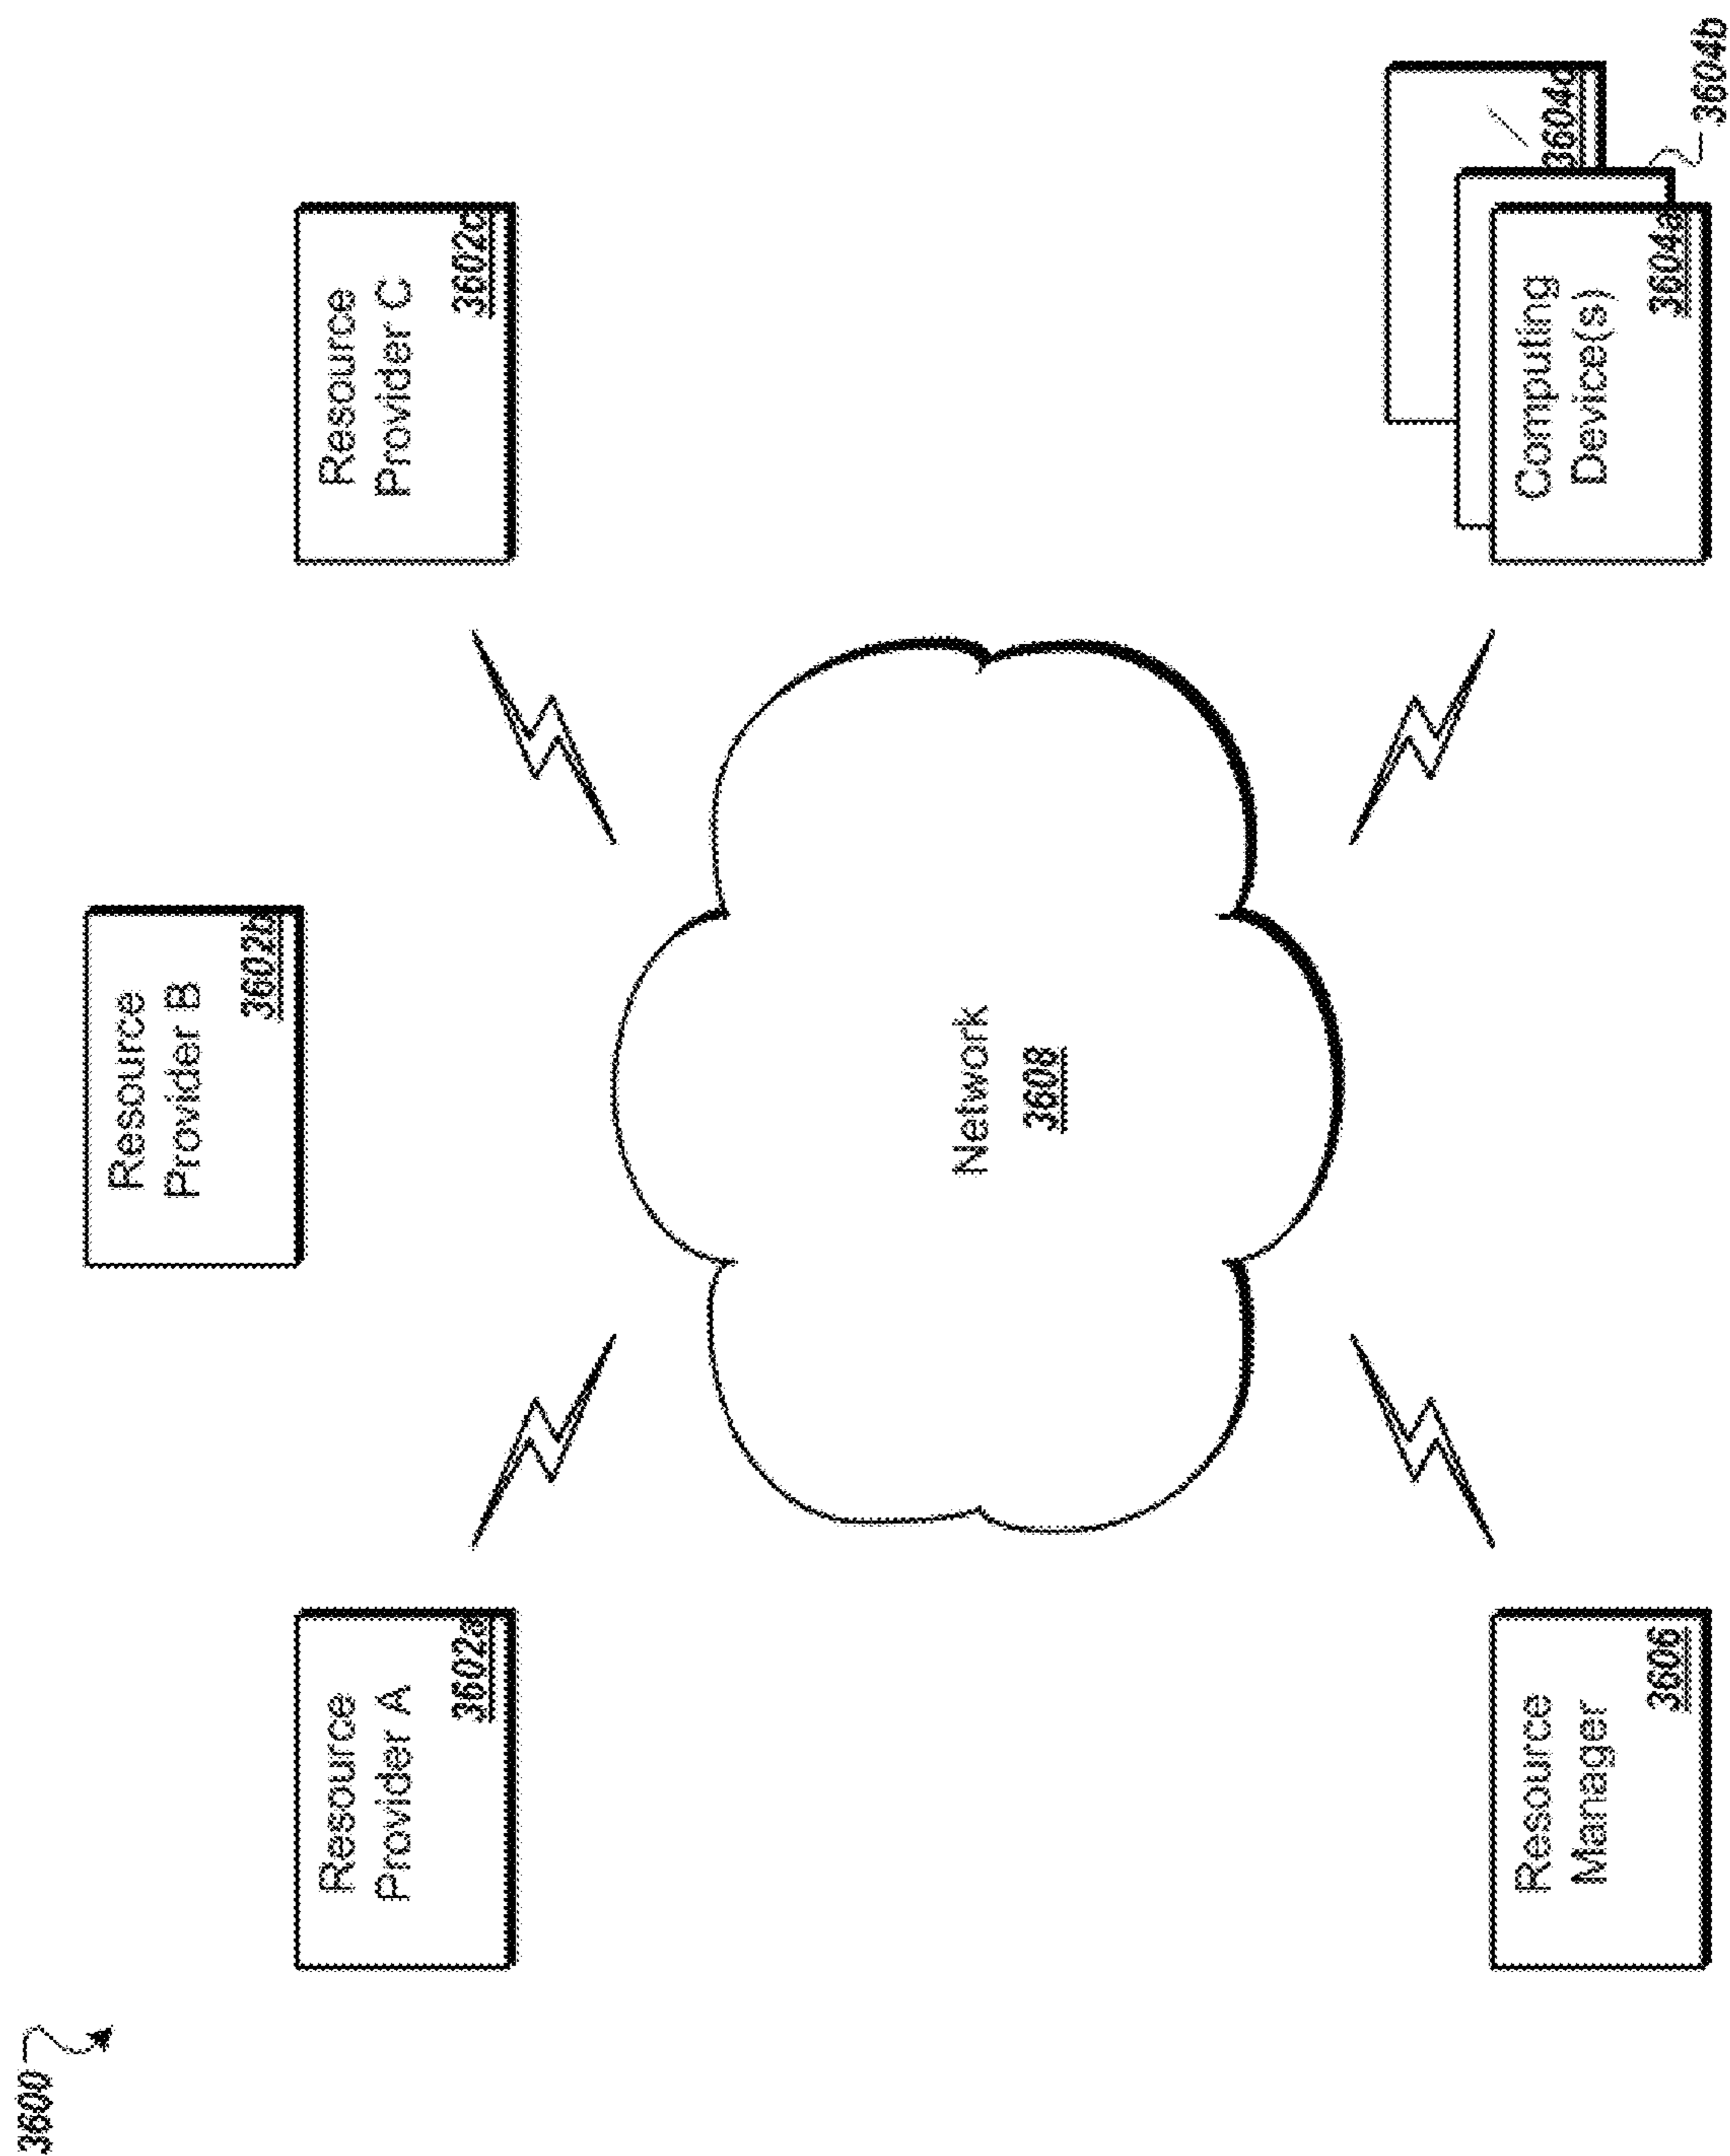 3600
Resource
Provider B
3602b
Resource
Provider A
3602a
Resource
Provider C
3602c
Network
3608
Resource
Manager
3606
Computing
Device(s)
3604a
3604b
3604c